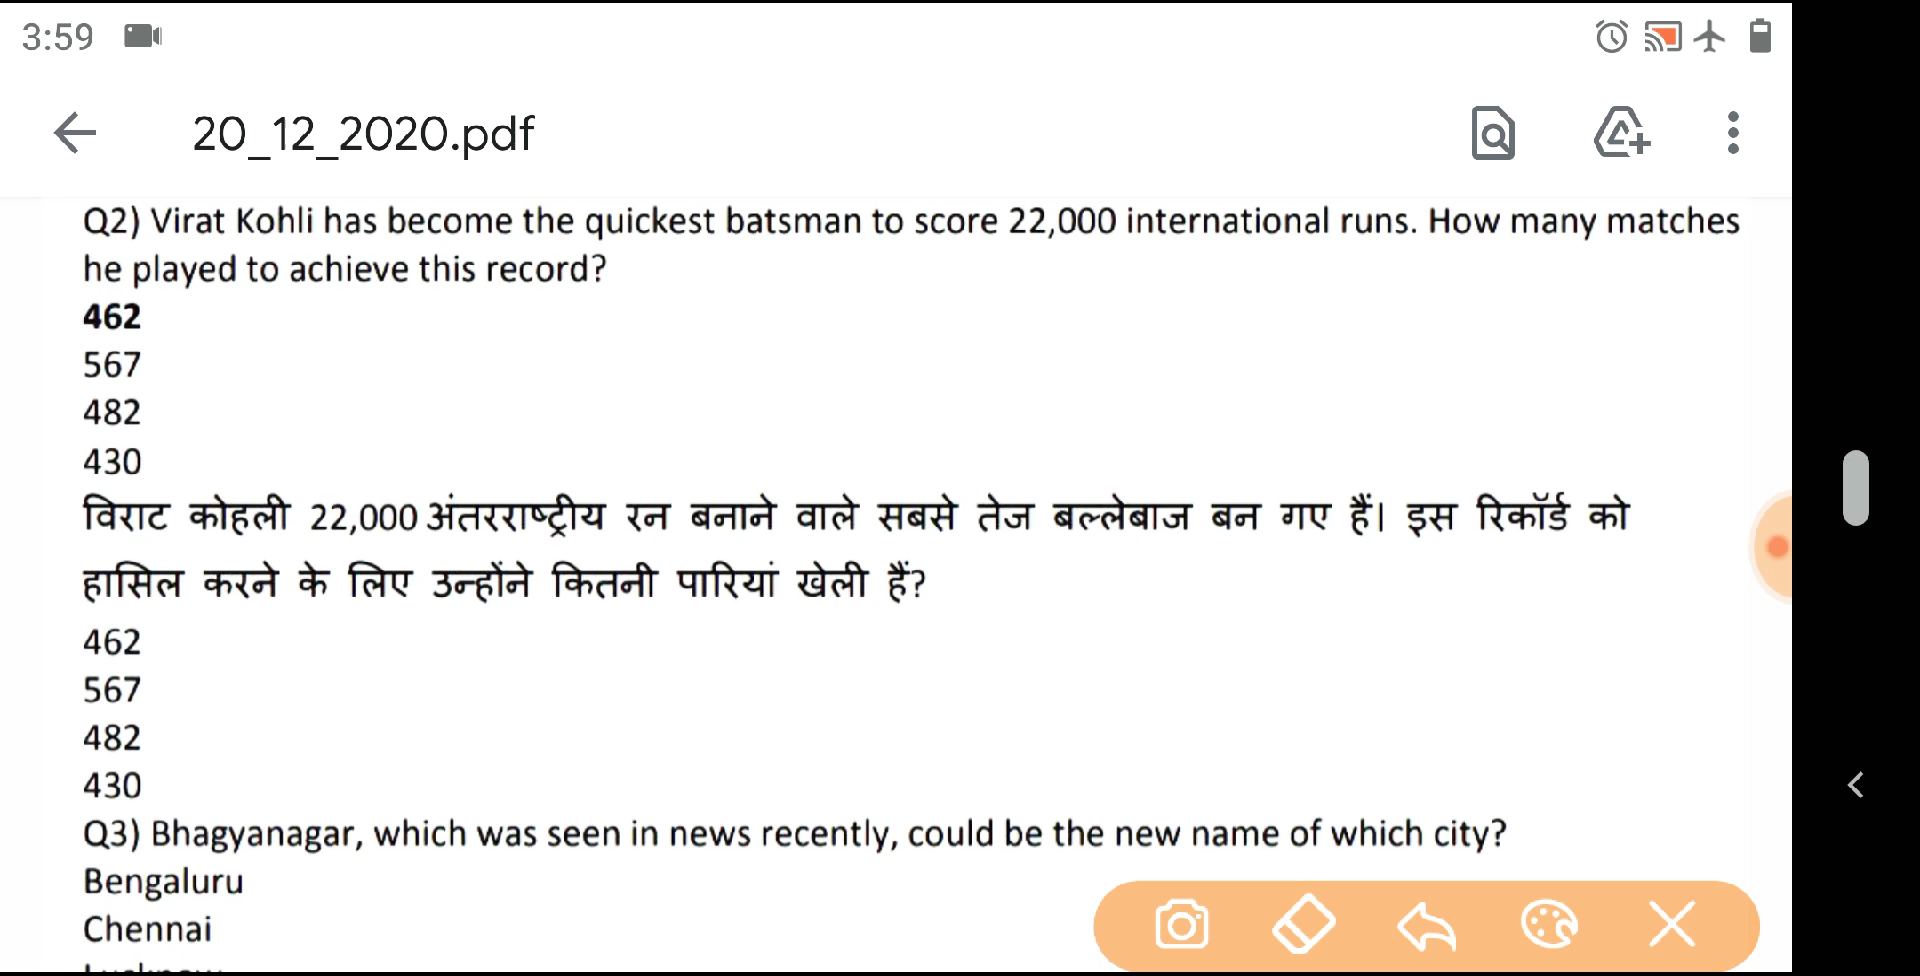 3:59
20_12_2020.pdf
Q2) Virat Kohli has become the quickest batsman to score 22,000 international runs. How many matches
he played to achieve this record?
462
567
482
430
विराट कोहली 22,000 अंतरराष्ट्रीय रन बनाने वाले सबसे तेज बल्लेबाज बन गए हैं। इस रिकॉर्ड को
हासिल करने के लिए उन्होंने कितनी पारियां खेली हैं?
462
567
482
430
Q3) Bhagyanagar, which was seen in news recently, could be the new name of which city?
Bengaluru
Chennai